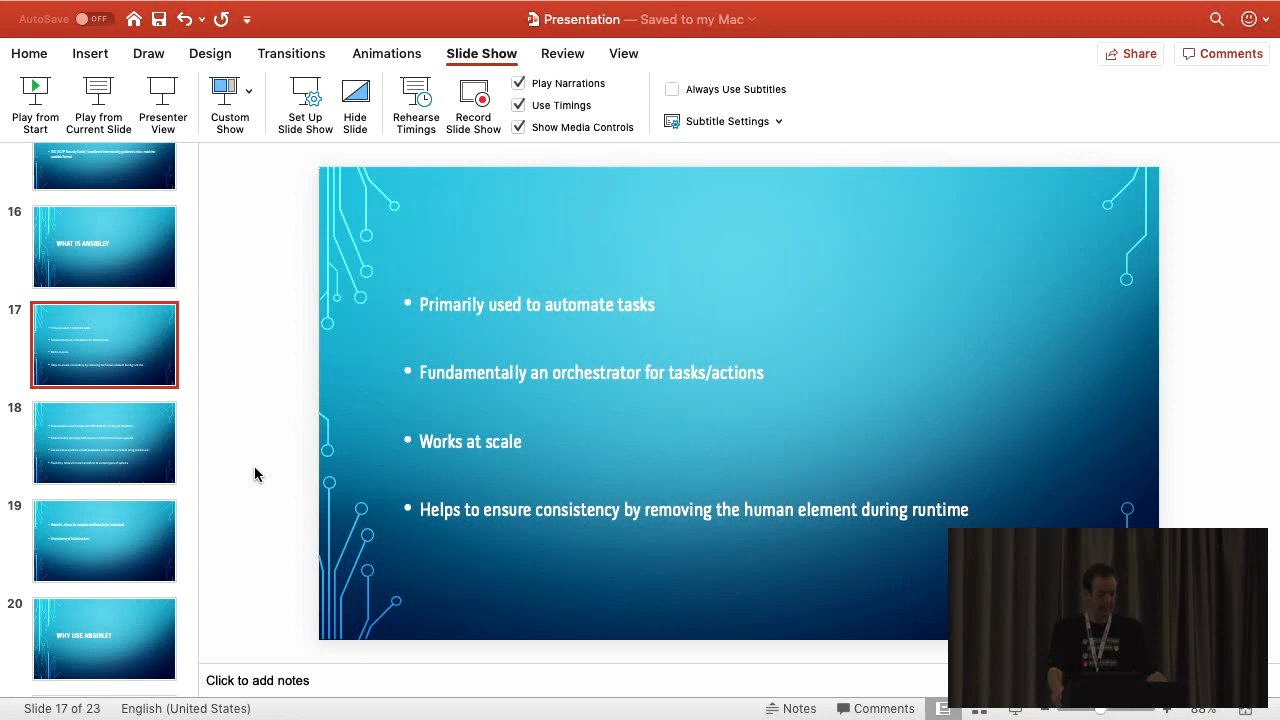 AutoSave OFF
Presentation — Saved to my Mac
Home Insert Draw Design Transitions Animations Slide Show Review View
Share Comments
Play from Start
Play from Current Slide
Presenter View
Custom Show
Set Up Slide Show
Hide Slide
Rehearse Timings
Record Slide Show
Play Narrations
Use Timings
Show Media Controls
Always Use Subtitles
Subtitle Settings
16
WHAT IS ANSIBLE?
17
18
19
20
WHY USE ANSIBLE?
• Primarily used to automate tasks
• Fundamentally an orchestrator for tasks/actions
• Works at scale
• Helps to ensure consistency by removing the human element during runtime
Click to add notes
Slide 17 of 23 English (United States)
Notes Comments
88%